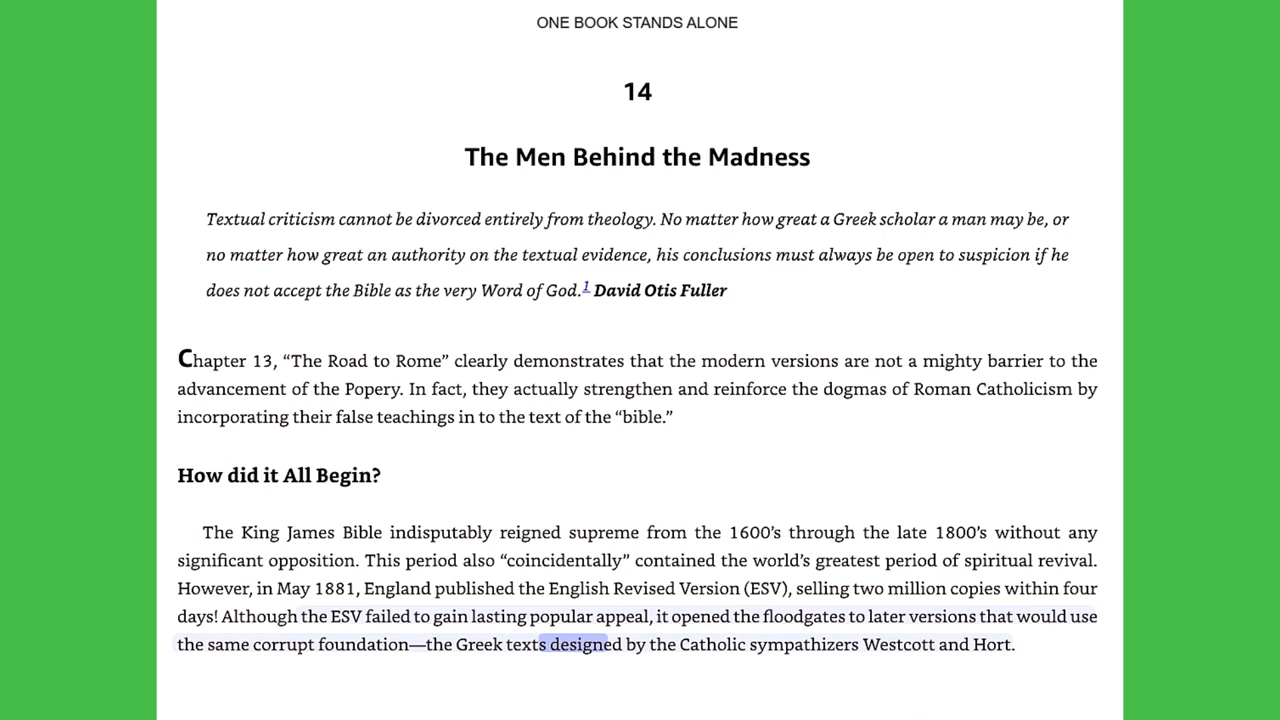 ONE BOOK STANDS ALONE
14
The Men Behind the Madness
Textual criticism cannot be divorced entirely from theology. No matter how great a Greek scholar a man may be, or
no matter how great an authority on the textual evidence, his conclusions must always be open to suspicion if he
does not accept the Bible as the very Word of God.1 David Otis Fuller
Chapter 13, “The Road to Rome” clearly demonstrates that the modern versions are not a mighty barrier to the
advancement of the Popery. In fact, they actually strengthen and reinforce the dogmas of Roman Catholicism by
incorporating their false teachings in to the text of the “bible.”
How did it All Begin?
The King James Bible indisputably reigned supreme from the 1600’s through the late 1800’s without any
significant opposition. This period also “coincidentally” contained the world’s greatest period of spiritual revival.
However, in May 1881, England published the English Revised Version (ESV), selling two million copies within four
days! Although the ESV failed to gain lasting popular appeal, it opened the floodgates to later versions that would use
the same corrupt foundation—the Greek texts designed by the Catholic sympathizers Westcott and Hort.